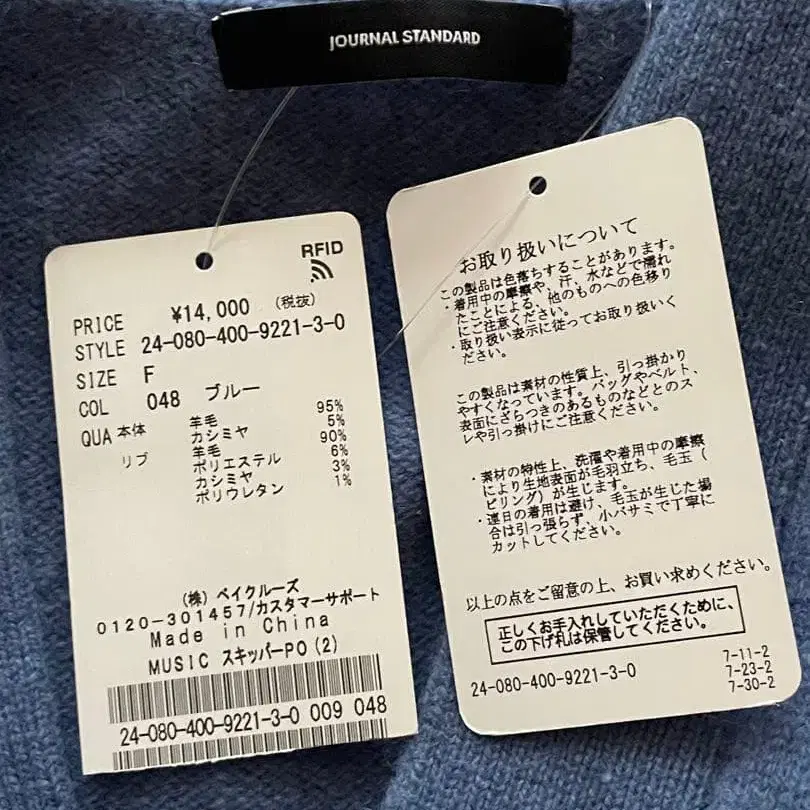 JOURNAL STANDARD
RFID
PRICE ¥14,000 (税抜)
STYLE 24-080-400-9221-3-0
SIZE F
COL 048 ブルー
QUA 本体 羊毛 95%
カシミヤ 5%
リブ 羊毛 90%
ポリエステル 6%
カシミヤ 3%
ポリウレタン 1%
(株) ベイクルーズ
0120-301457/カスタマーサポート
Made in China
MUSIC スキッパーPO(2)
24-080-400-9221-3-0 009 048
お取り扱いについて
この製品は色落ちすることがあります。
・着用中の摩擦や、汗、水などで濡れ
たことによる、他のものへの色移り
にご注意ください。
・取り扱い表示に従ってお取り扱いく
ださい。
この製品は素材の性質上、引っ掛かり
やすくなっています。バッグやベルト、
表面にざらつきのあるものなどとのス
レや引っ掛けにご注意ください。
・素材の特性上、洗濯や着用中の摩擦
により生地表面が毛羽立ち、毛玉(
ピリング)が生じます。
・連日の着用は避け、毛玉が生じた場
合は引っ張らず、小バサミで丁寧に
カットしてください。
以上の点をご留意の上、お買い求めください。
正しくお手入れしていただくために、
この下げ札は保管してください。
24-080-400-9221-3-0
7-11-2
7-23-2
7-30-2